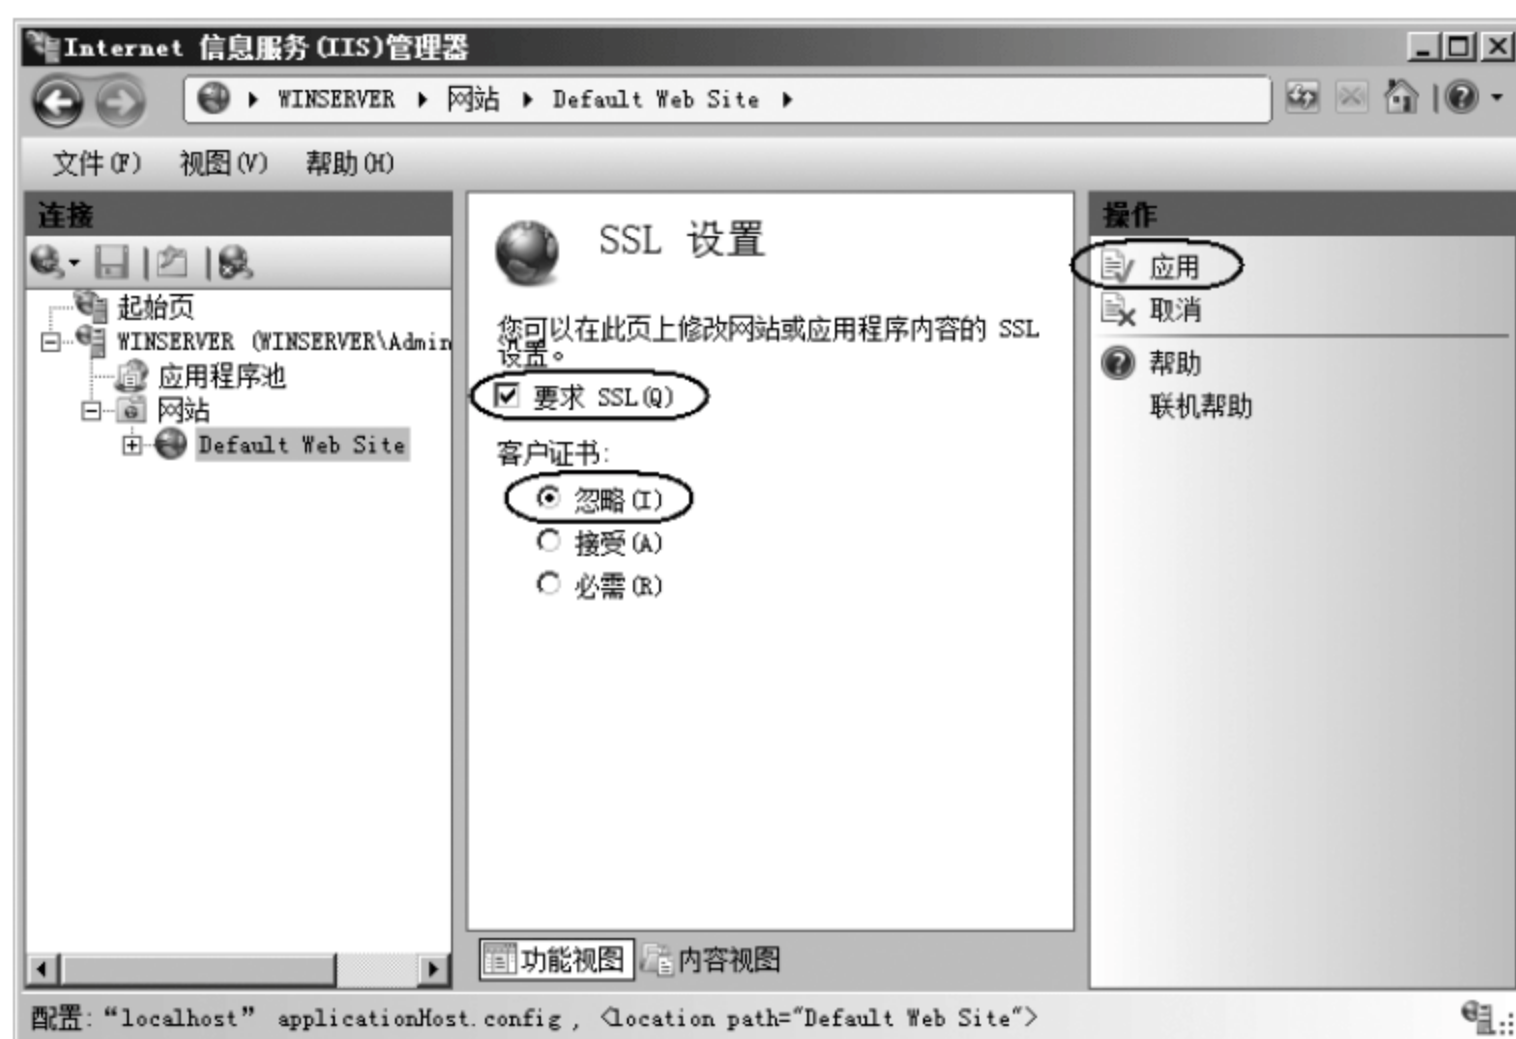 Internet 信息服务(IIS)管理器
WINSERVER 网站 Default Web Site
文件(F) 视图(V) 帮助(H)
连接
起始页
WINSERVER (WINSERVER\Admin
应用程序池
网站
Default Web Site
SSL 设置
您可以在此页上修改网站或应用程序内容的 SSL
设置。
要求 SSL(Q)
客户证书:
忽略(I)
接受(A)
必需(R)
功能视图 内容视图
操作
应用
取消
帮助
联机帮助
配置:“localhost” applicationHost.config, <location path="Default Web Site">